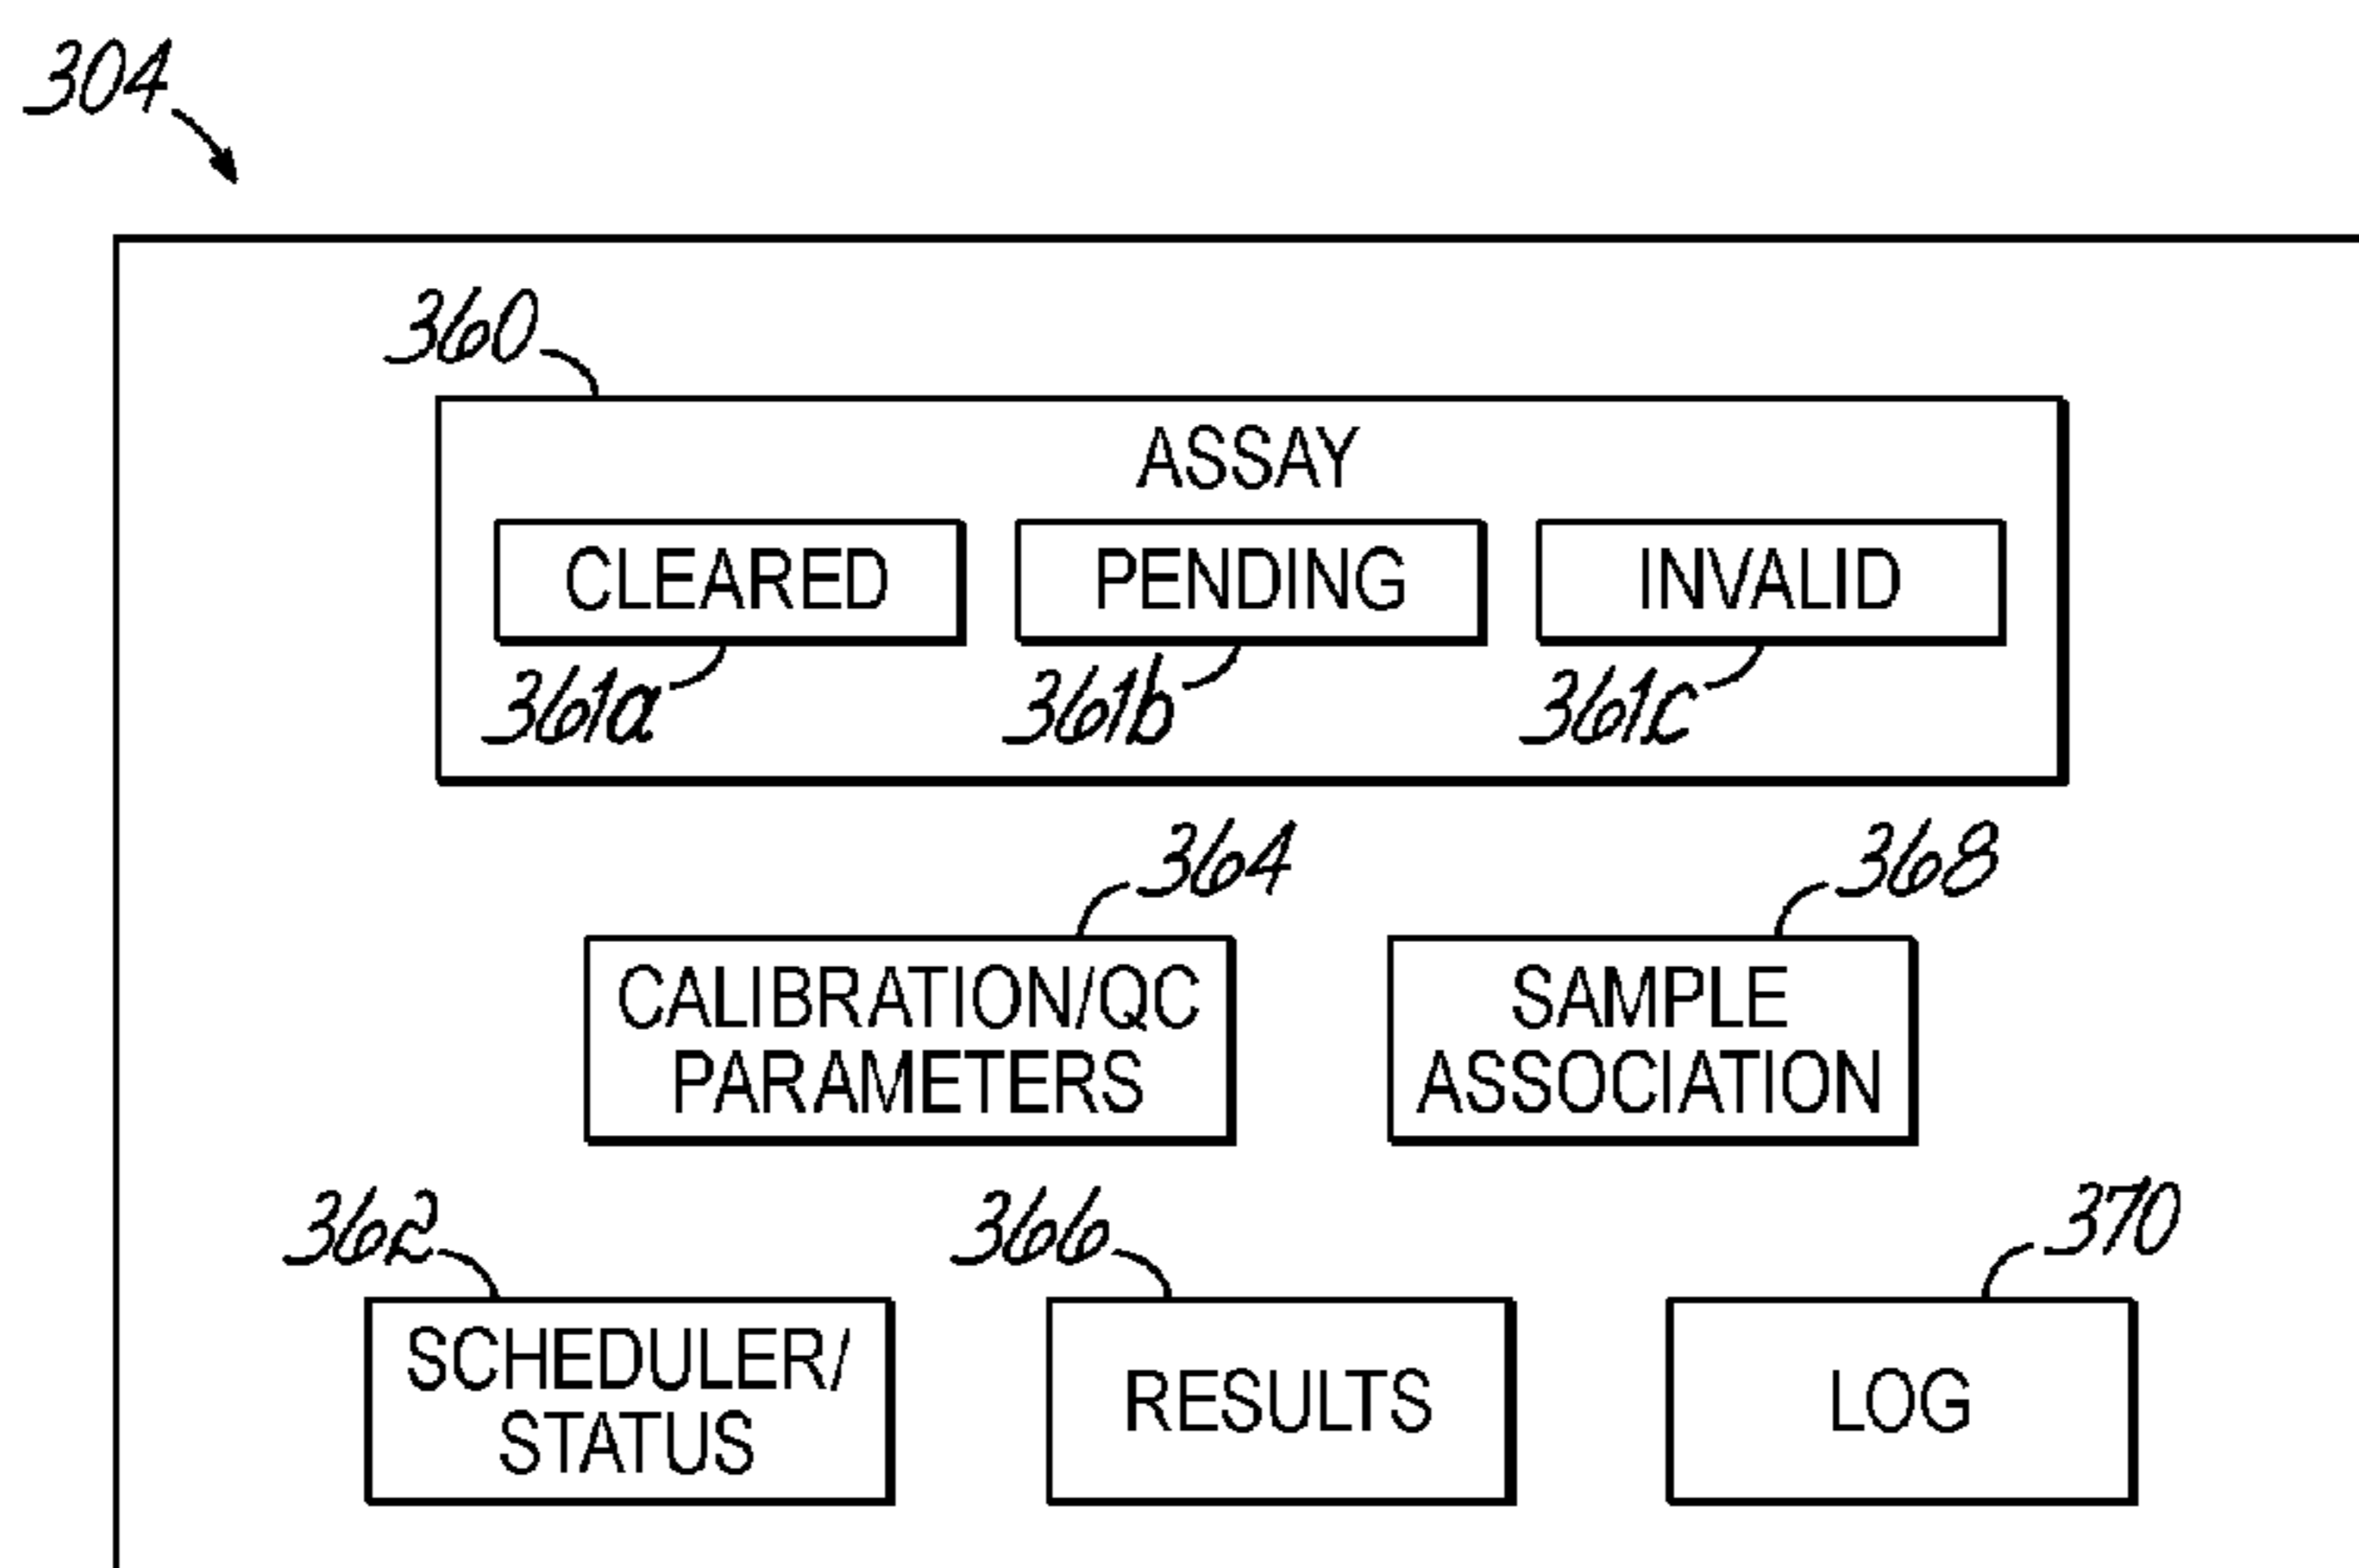 304
360
ASSAY
CLEARED PENDING INVALID
361a 361b 361c
364 368
CALIBRATION/QC
PARAMETERS
SAMPLE
ASSOCIATION
362 366 370
SCHEDULER/
STATUS
RESULTS
LOG